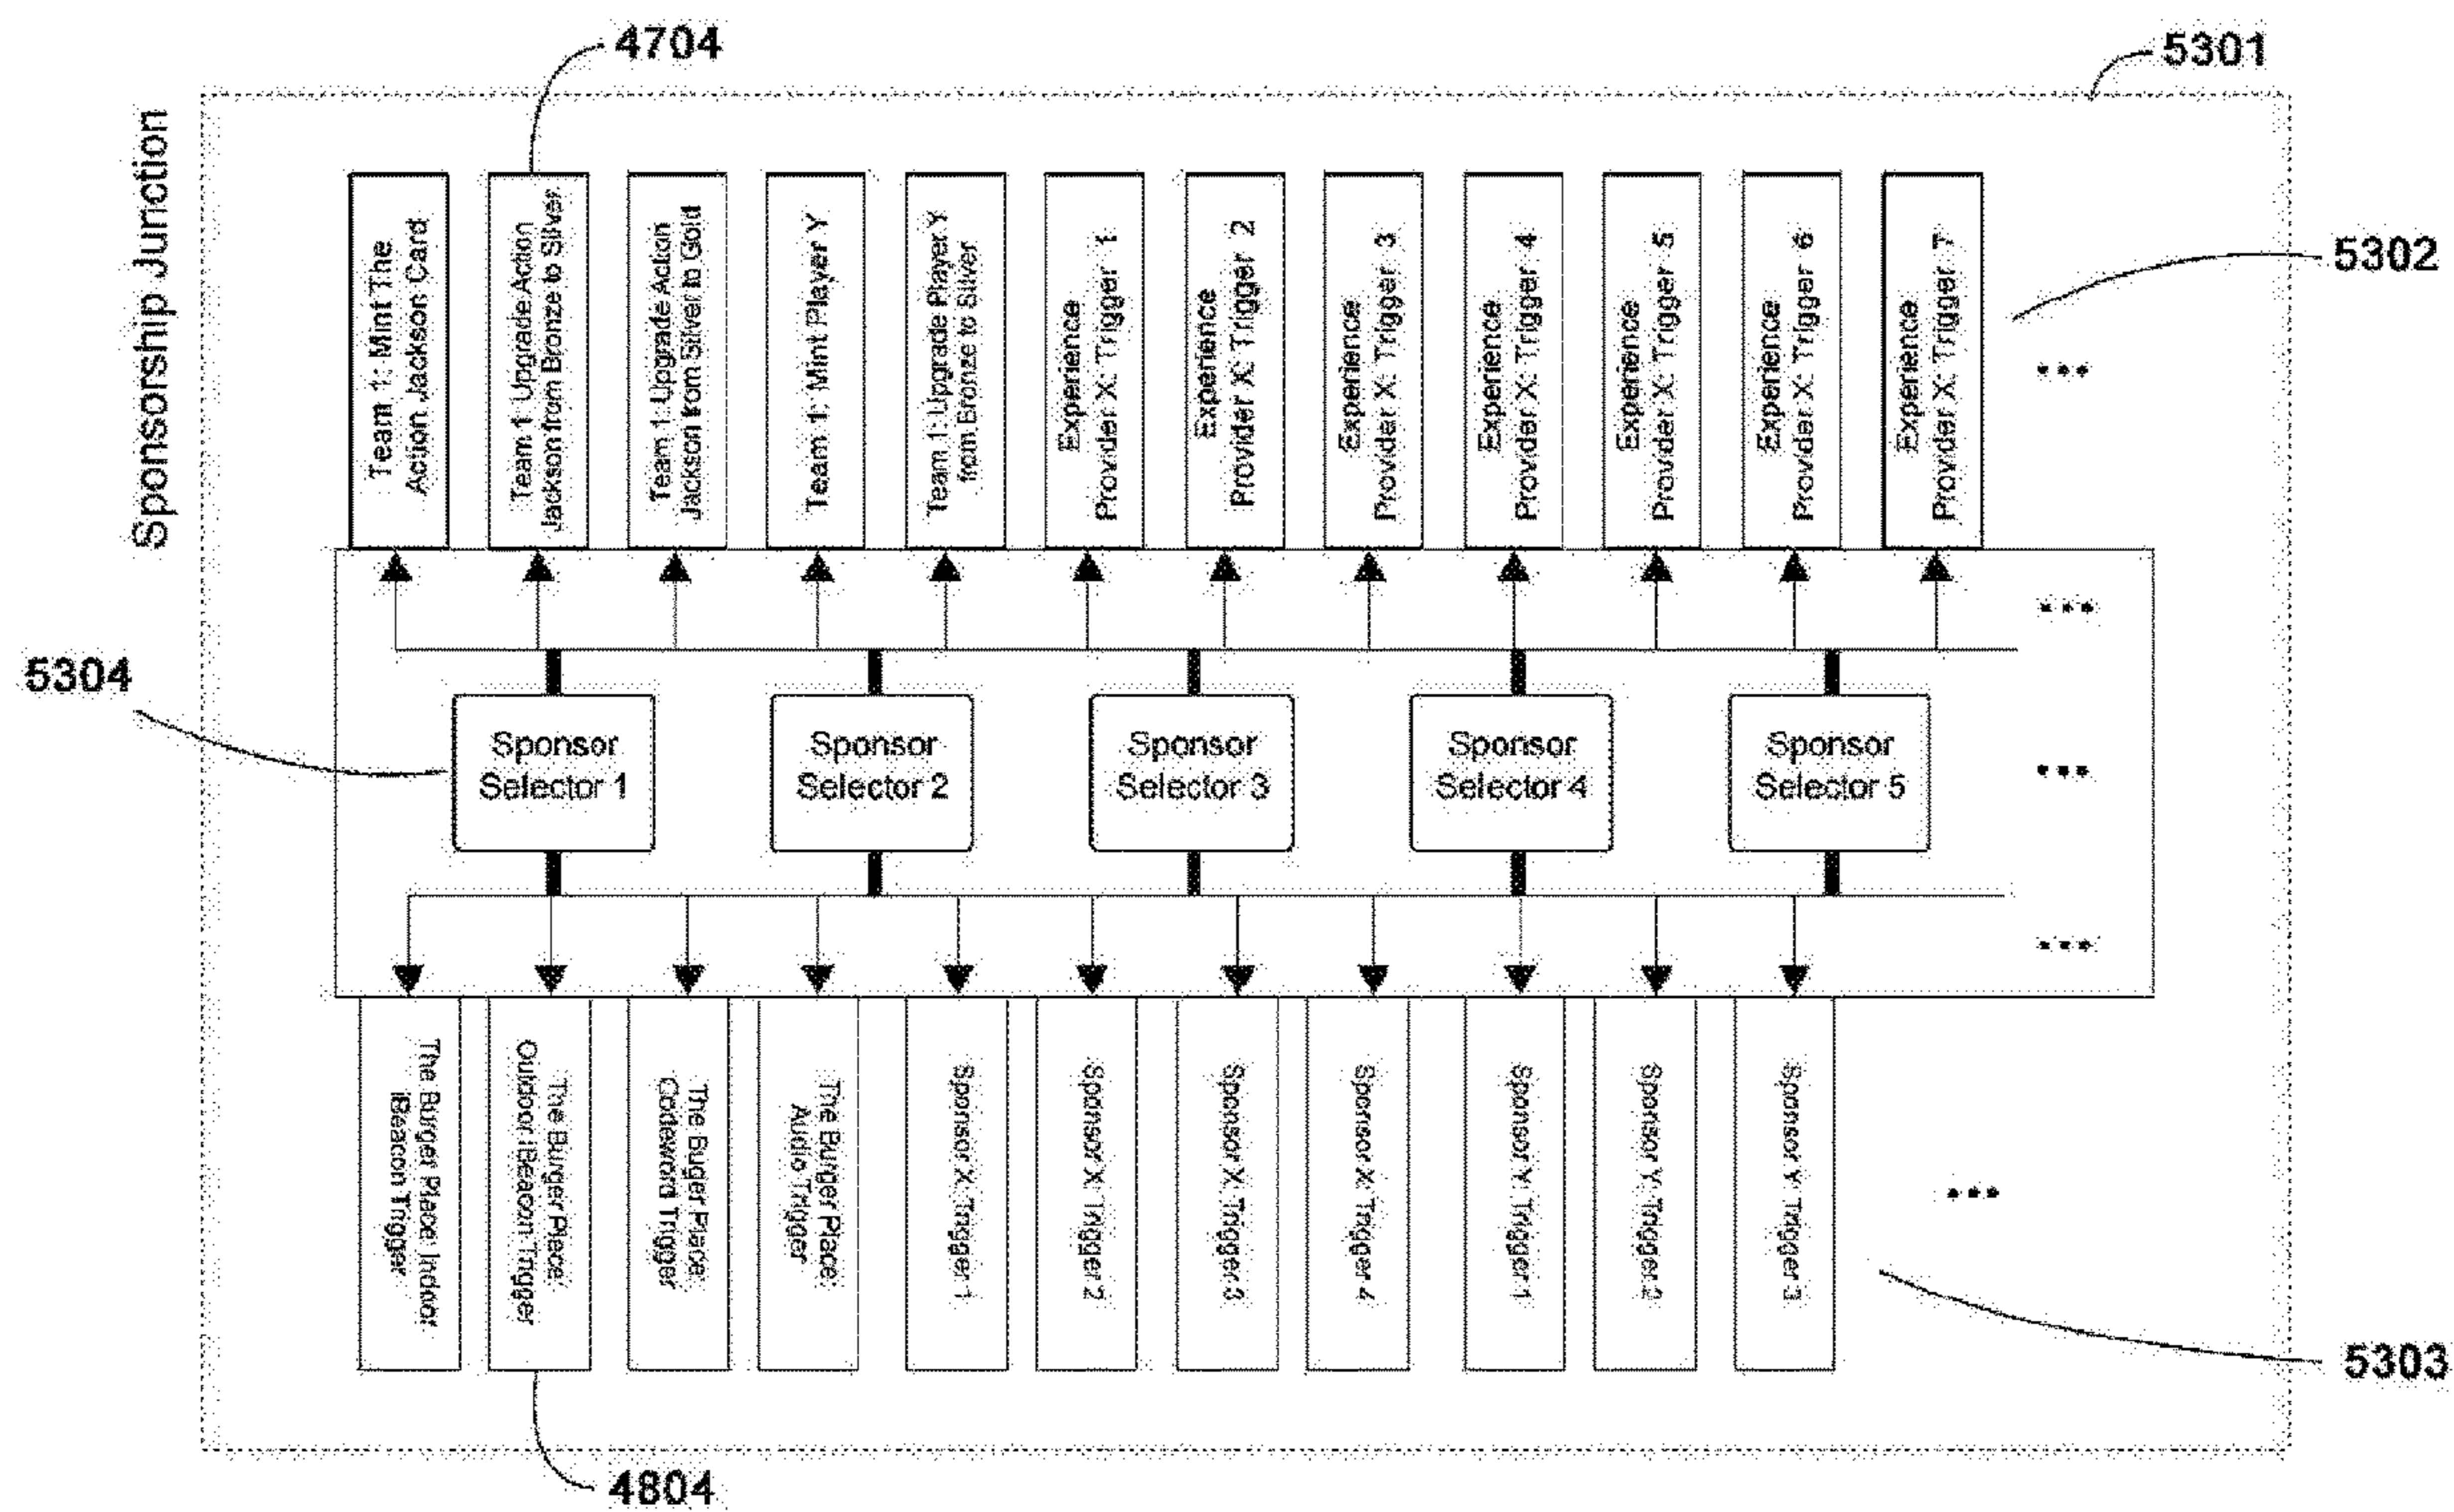 4704
5301
Sponsorship Junction
Team 1: Mint The
Action Jackson Card
Team 1: Upgrade Action
Jackson from Bronze to Silver
Team 1: Upgrade Action
Jackson from Silver to Gold
Team 1: Mint Player Y
Team 1: Upgrade Player Y
from Bronze to Silver
Experience
Provider X: Trigger 1
Experience
Provider X: Trigger 2
Experience
Provider X: Trigger 3
Experience
Provider X: Trigger 4
Experience
Provider X: Trigger 5
Experience
Provider X: Trigger 6
Experience
Provider X: Trigger 7
...
5302
...
5304
Sponsor
Selector 1
Sponsor
Selector 2
Sponsor
Selector 3
Sponsor
Selector 4
Sponsor
Selector 5
...
...
The Burger Place: Indoor
iBeacon Trigger
The Burger Place:
Outdoor iBeacon Trigger
The Buger Place:
Codeword Trigger
The Burger Place:
Audio Trigger
Sponsor X: Trigger 1
Sponsor X: Trigger 2
Sponsor X: Trigger 3
Sponsor X: Trigger 4
Sponsor Y: Trigger 1
Sponsor Y: Trigger 2
Sponsor Y: Trigger 3
...
5303
4804